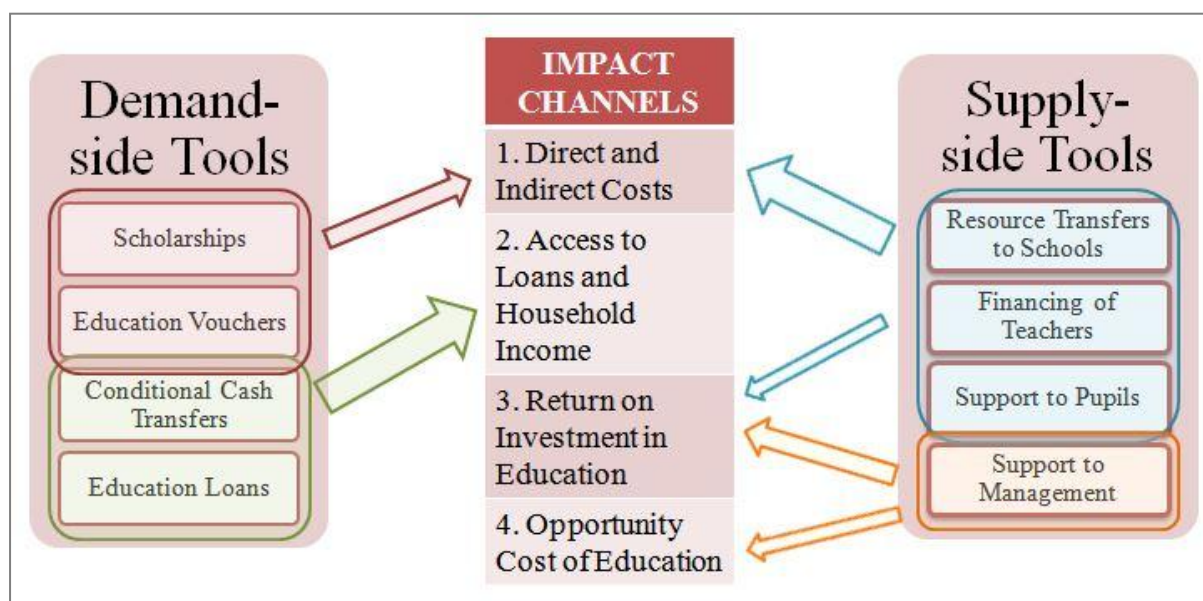 Demand-
side Tools
Scholarships
Education Vouchers
Conditional Cash
Transfers
Education Loans
IMPACT
CHANNELS
1. Direct and
Indirect Costs
2. Access to
Loans and
Household
Income
3. Return on
Investment in
Education
4. Opportunity
Cost of Education
Supply-
side Tools
Resource Transfers
to Schools
Financing of
Teachers
Support to Pupils
Support to
Management